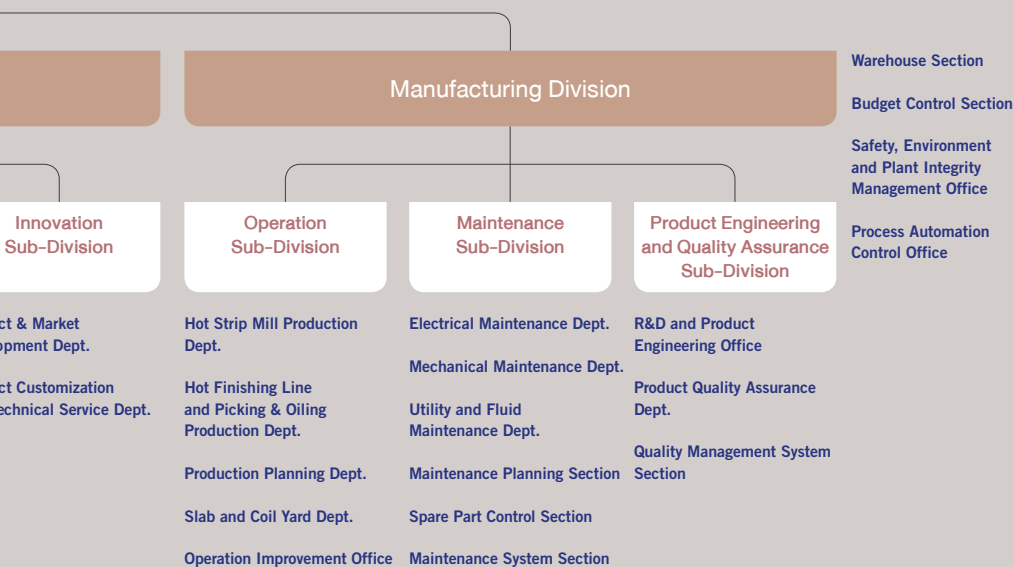 Manufacturing Division
Warehouse Section
Budget Control Section
Safety, Environment
and Plant Integrity
Management Office
Process Automation
Control Office
Innovation
Sub-Division
Operation
Sub-Division
Maintenance
Sub-Division
Product Engineering
and Quality Assurance
Sub-Division
& Market
Dept.
Customization
Service Dept.
Hot Strip Mill Production
Dept.
Hot Finishing Line
and Picking & Oiling
Production Dept.
Production Planning Dept.
Slab and Coil Yard Dept.
Operation Improvement Office
Electrical Maintenance Dept.
Mechanical Maintenance Dept.
Utility and Fluid
Maintenance Dept.
Maintenance Planning Section
Spare Part Control Section
Maintenance System Section
R&D and Product
Engineering Office
Product Quality Assurance
Dept.
Quality Management System
Section